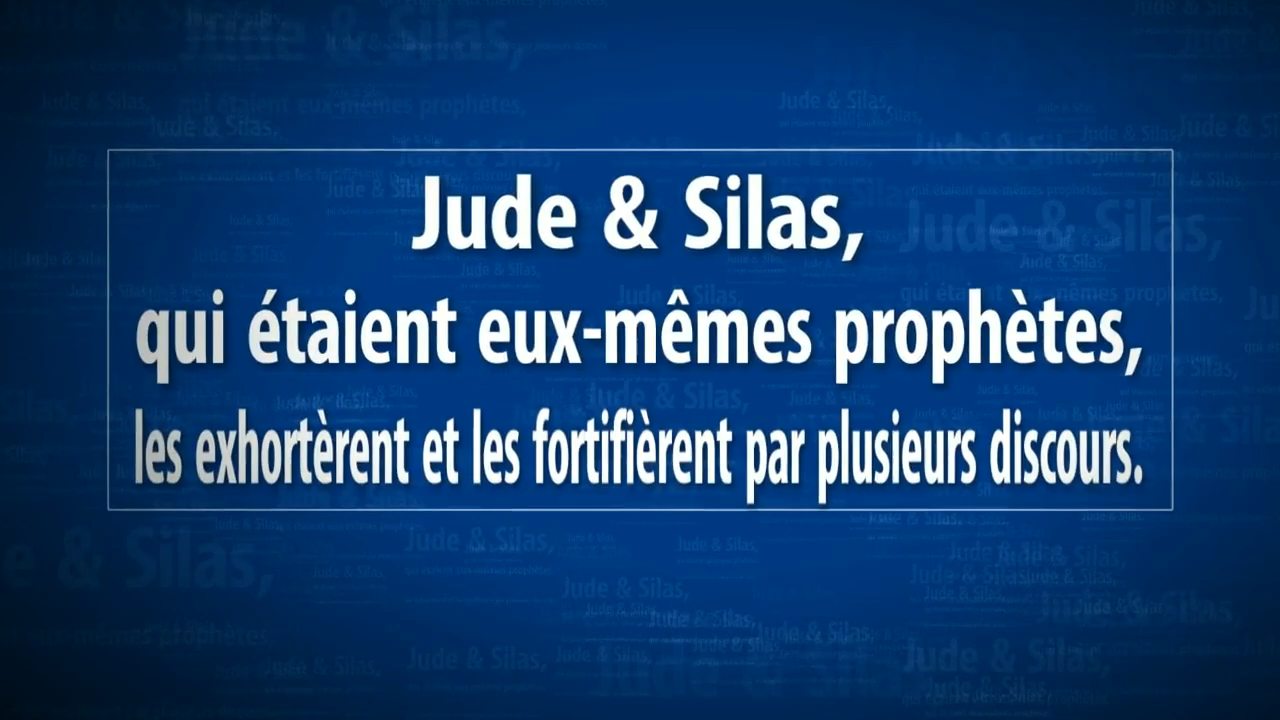 Jude & Silas,
qui étaient eux-mêmes prophètes,
les exhortèrent et les fortifièrent par plusieurs discours.